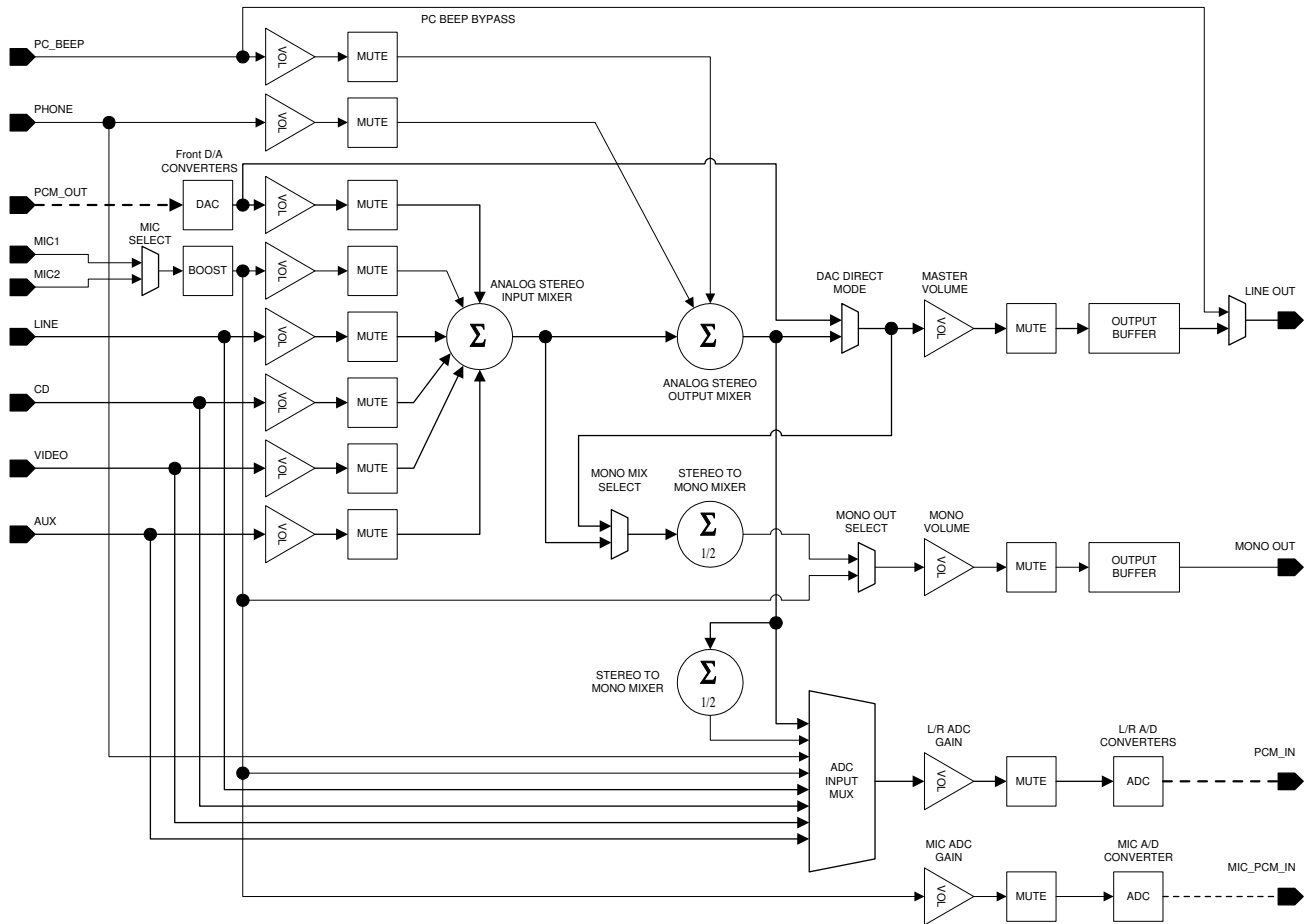 PC BEEP BYPASS
PC_BEEP
VOL
MUTE
PHONE
VOL
MUTE
Front D/A
CONVERTERS
PCM_OUT
DAC
VOL
MUTE
MIC
SELECT
MIC1
MIC2
BOOST
VOL
MUTE
ANALOG STEREO
INPUT MIXER
DAC DIRECT
MODE
MASTER
VOLUME
LINE OUT
LINE
VOL
MUTE
Σ
Σ
VOL
MUTE
OUTPUT
BUFFER
ANALOG STEREO
OUTPUT MIXER
CD
VOL
MUTE
VIDEO
VOL
MUTE
MONO MIX
SELECT
STEREO TO
MONO MIXER
AUX
VOL
MUTE
Σ
1/2
MONO OUT
SELECT
MONO
VOLUME
MONO OUT
VOL
MUTE
OUTPUT
BUFFER
STEREO TO
MONO MIXER
Σ
1/2
ADC
INPUT
MUX
L/R ADC
GAIN
L/R A/D
CONVERTERS
PCM_IN
VOL
MUTE
ADC
MIC ADC
GAIN
MIC A/D
CONVERTER
MIC_PCM_IN
VOL
MUTE
ADC